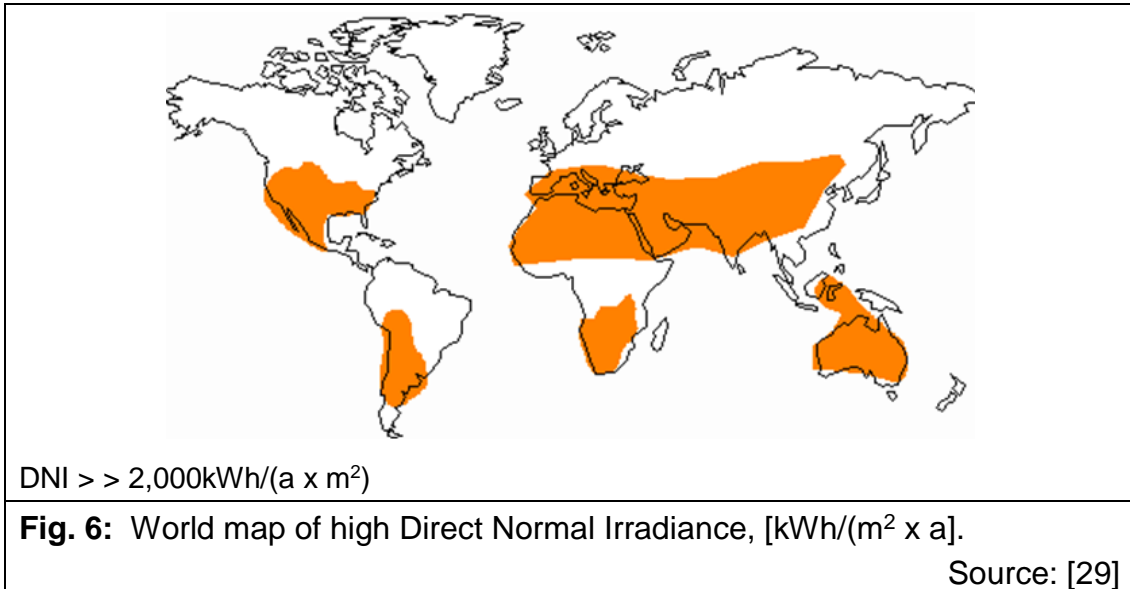 DNI > > 2,000kWh/(a x m²)
Fig. 6: World map of high Direct Normal Irradiance, [kWh/(m² x a].
Source: [29]